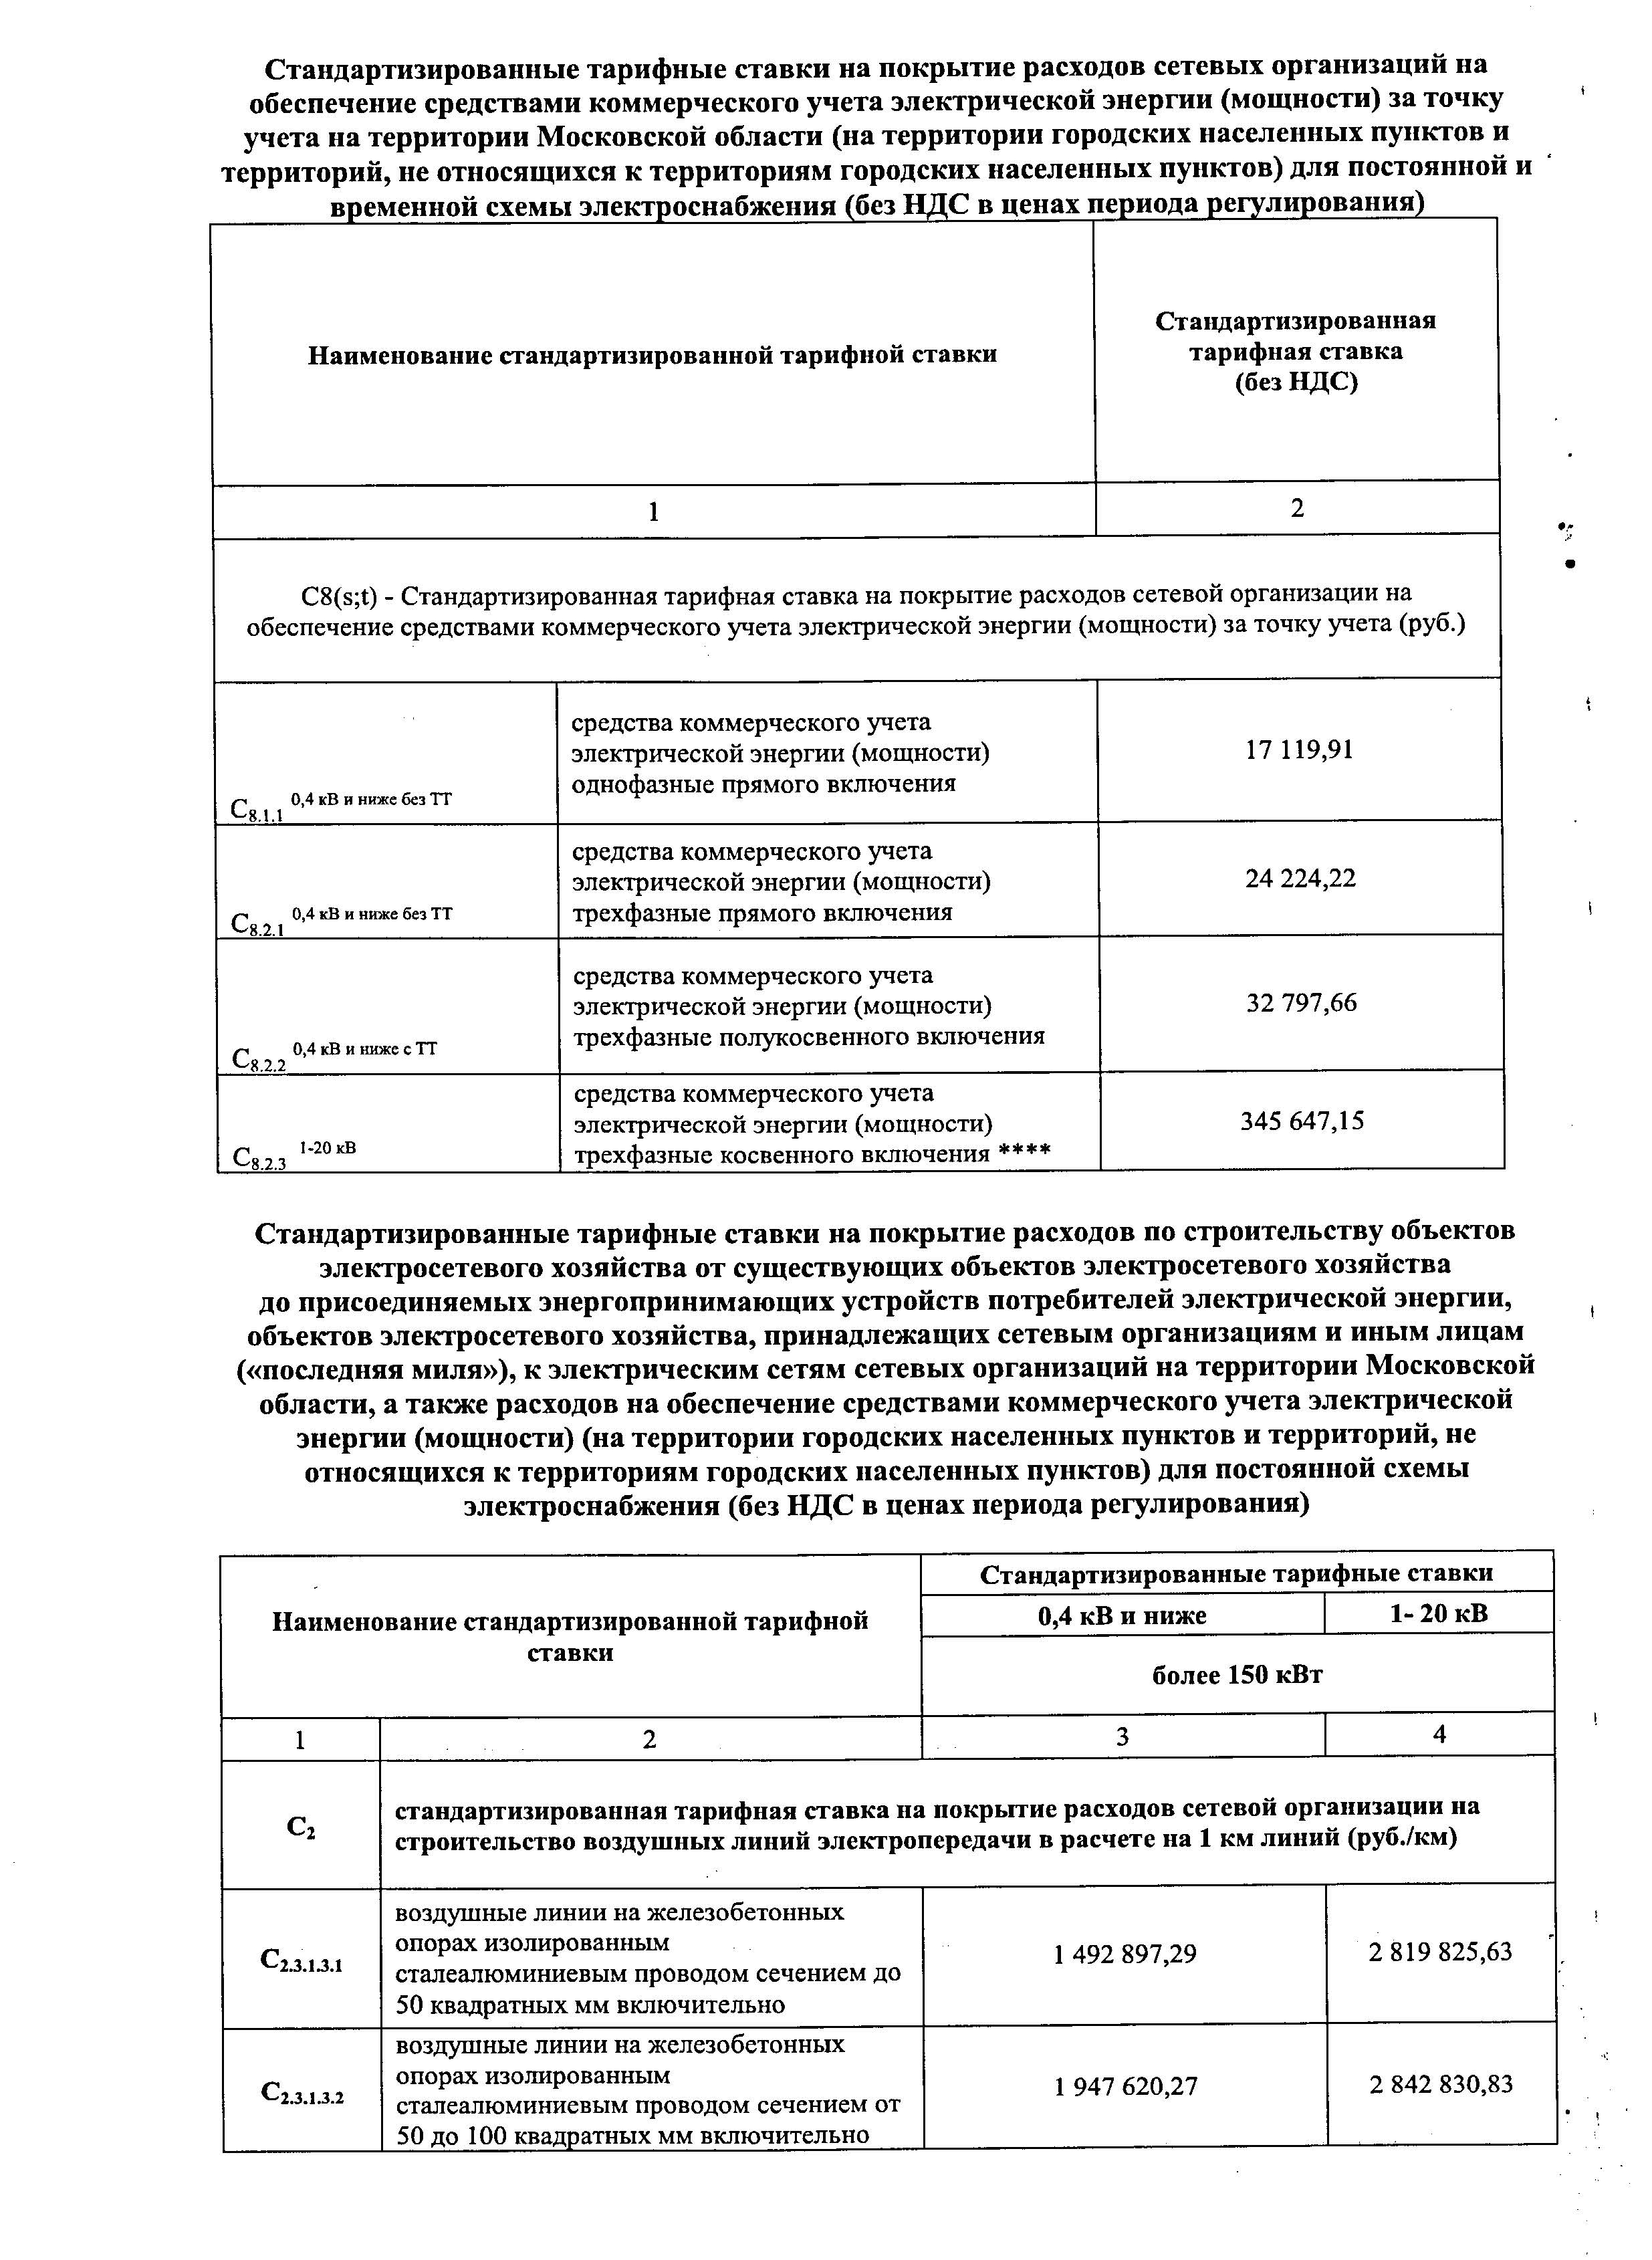 Стандартизированные тарифные ставки на покрытие расходов сетевых организаций на
обеспечение средствами коммерческого учета электрической энергии (мощности) за точку
учета на территории Московской области (на территории городских населенных пунктов и
территорий, не относящихся к территориям городских населенных пунктов) для постоянной и
временной схемы электроснабжения (без НДС в ценах периода регулирования)
Наименование стандартизированной тарифной ставки
Стандартизированная
тарифная ставка
(без НДС)
1
2
C8(s;t) - Стандартизированная тарифная ставка на покрытие расходов сетевой организации на
обеспечение средствами коммерческого учета электрической энергии (мощности) за точку учета (руб.)
C8.1.1 0,4 кВ и ниже без ТТ
средства коммерческого учета
электрической энергии (мощности)
однофазные прямого включения
17 119,91
C8.2.1 0,4 кВ и ниже без ТТ
средства коммерческого учета
электрической энергии (мощности)
трехфазные прямого включения
24 224,22
C8.2.2 0,4 кВ и ниже с ТТ
средства коммерческого учета
электрической энергии (мощности)
трехфазные полукосвенного включения
32 797,66
C8.2.3 1-20 кВ
средства коммерческого учета
электрической энергии (мощности)
трехфазные косвенного включения ****
345 647,15
Стандартизированные тарифные ставки на покрытие расходов по строительству объектов
электросетевого хозяйства от существующих объектов электросетевого хозяйства
до присоединяемых энергопринимающих устройств потребителей электрической энергии,
объектов электросетевого хозяйства, принадлежащих сетевым организациям и иным лицам
(«последняя миля»), к электрическим сетям сетевых организаций на территории Московской
области, а также расходов на обеспечение средствами коммерческого учета электрической
энергии (мощности) (на территории городских населенных пунктов и территорий, не
относящихся к территориям городских населенных пунктов) для постоянной схемы
электроснабжения (без НДС в ценах периода регулирования)
Наименование стандартизированной тарифной
ставки
Стандартизированные тарифные ставки
0,4 кВ и ниже
1- 20 кВ
более 150 кВт
1
2
3
4
C2
стандартизированная тарифная ставка на покрытие расходов сетевой организации на
строительство воздушных линий электропередачи в расчете на 1 км линий (руб./км)
C2.3.1.3.1
воздушные линии на железобетонных
опорах изолированным
сталеалюминиевым проводом сечением до
50 квадратных мм включительно
1 492 897,29
2 819 825,63
C2.3.1.3.2
воздушные линии на железобетонных
опорах изолированным
сталеалюминиевым проводом сечением от
50 до 100 квадратных мм включительно
1 947 620,27
2 842 830,83